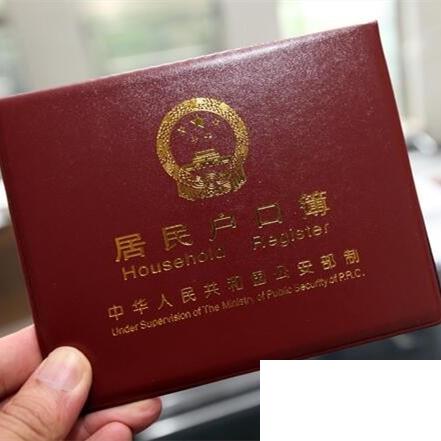 居民户口簿
Household Register
中华人民共和国公安部制
Under Supervision of The Ministry of Public Security of P.R.C.